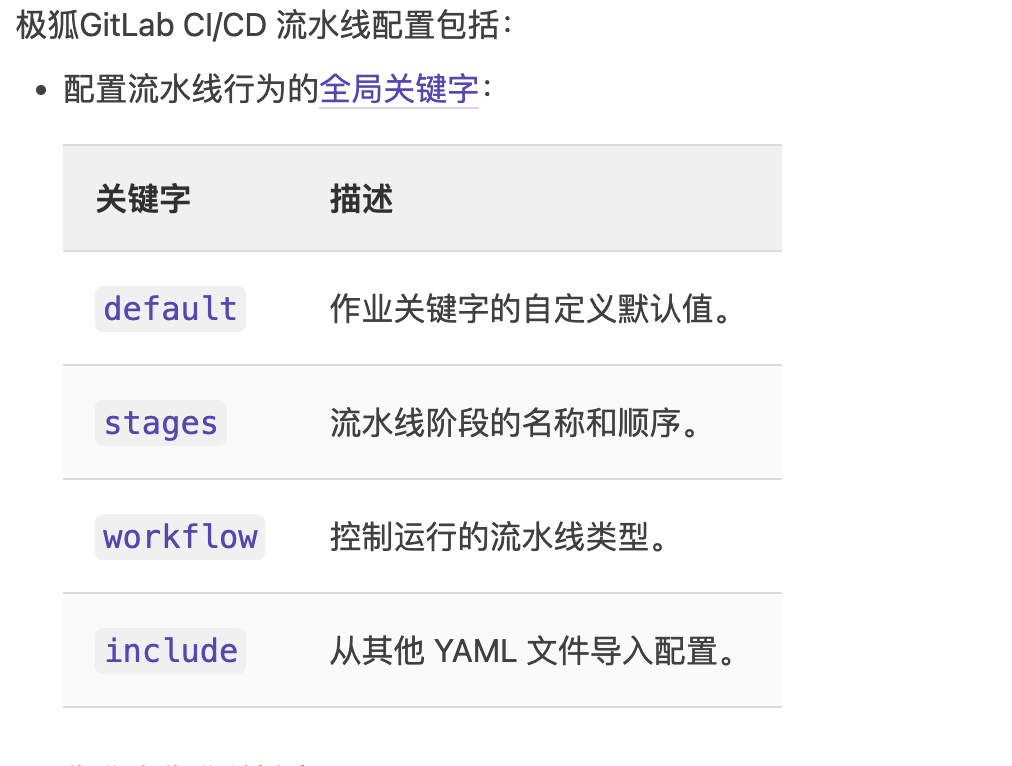 极狐GitLab CI/CD 流水线配置包括：
配置流水线行为的全局关键字：
关键字 描述
default 作业关键字的自定义默认值。
stages 流水线阶段的名称和顺序。
workflow 控制运行的流水线类型。
include 从其他 YAML 文件导入配置。